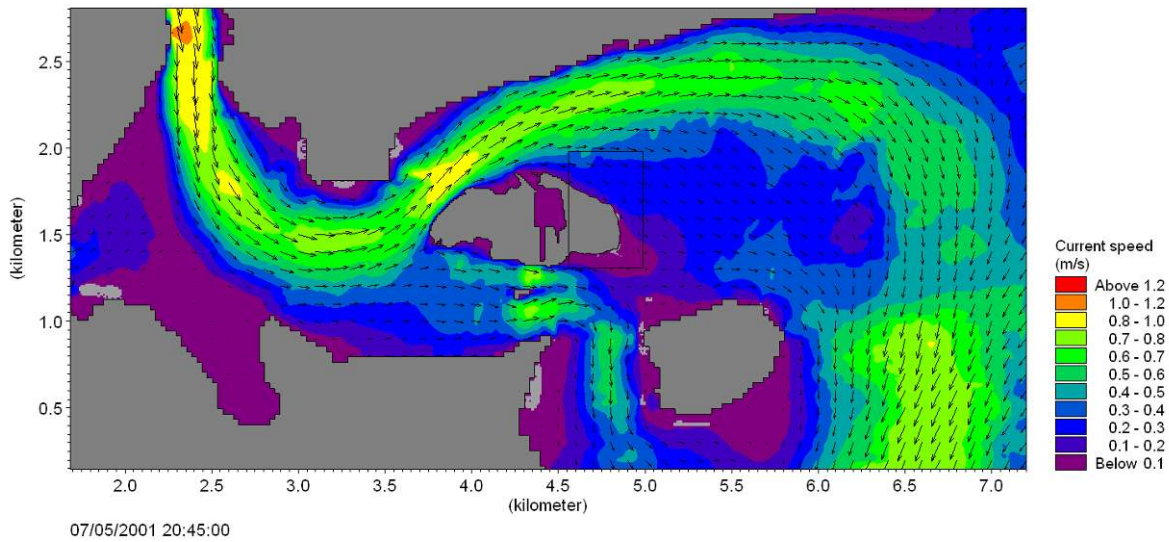 (kilometer)
2.5
2.0
1.5
1.0
0.5
2.0 2.5 3.0 3.5 4.0 4.5 5.0 5.5 6.0 6.5 7.0
(kilometer)
07/05/2001 20:45:00
Current speed
(m/s)
Above 1.2
1.0 - 1.2
0.8 - 1.0
0.7 - 0.8
0.6 - 0.7
0.5 - 0.6
0.4 - 0.5
0.3 - 0.4
0.2 - 0.3
0.1 - 0.2
Below 0.1